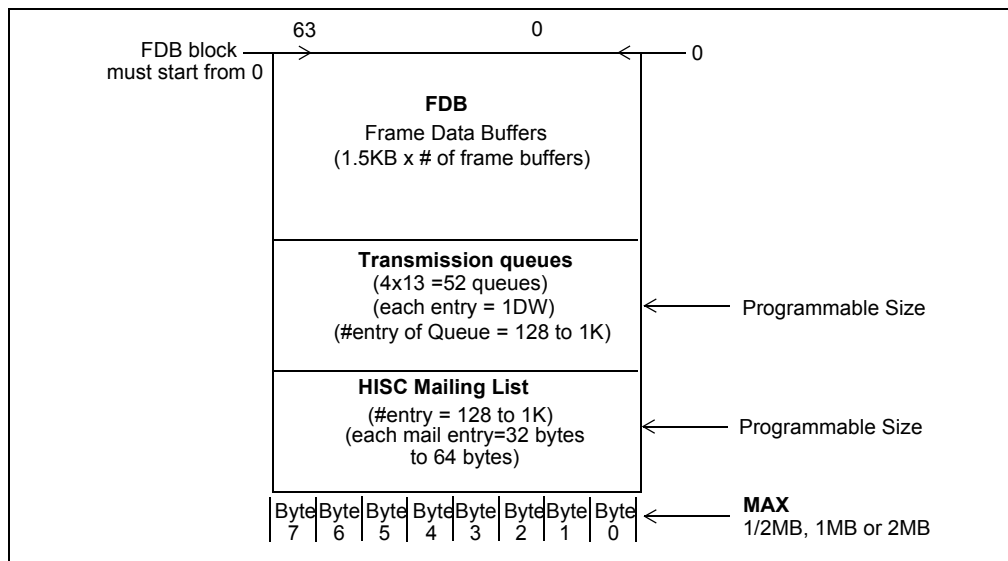 63 0
FDB block
must start from 0
0
FDB
Frame Data Buffers
(1.5KB x # of frame buffers)
Transmission queues
(4x13 =52 queues)
(each entry = 1DW)
(#entry of Queue = 128 to 1K)
Programmable Size
HISC Mailing List
(#entry = 128 to 1K)
(each mail entry=32 bytes
to 64 bytes)
Programmable Size
Byte Byte Byte Byte Byte Byte Byte Byte
7 6 5 4 3 2 1 0
MAX
1/2MB, 1MB or 2MB